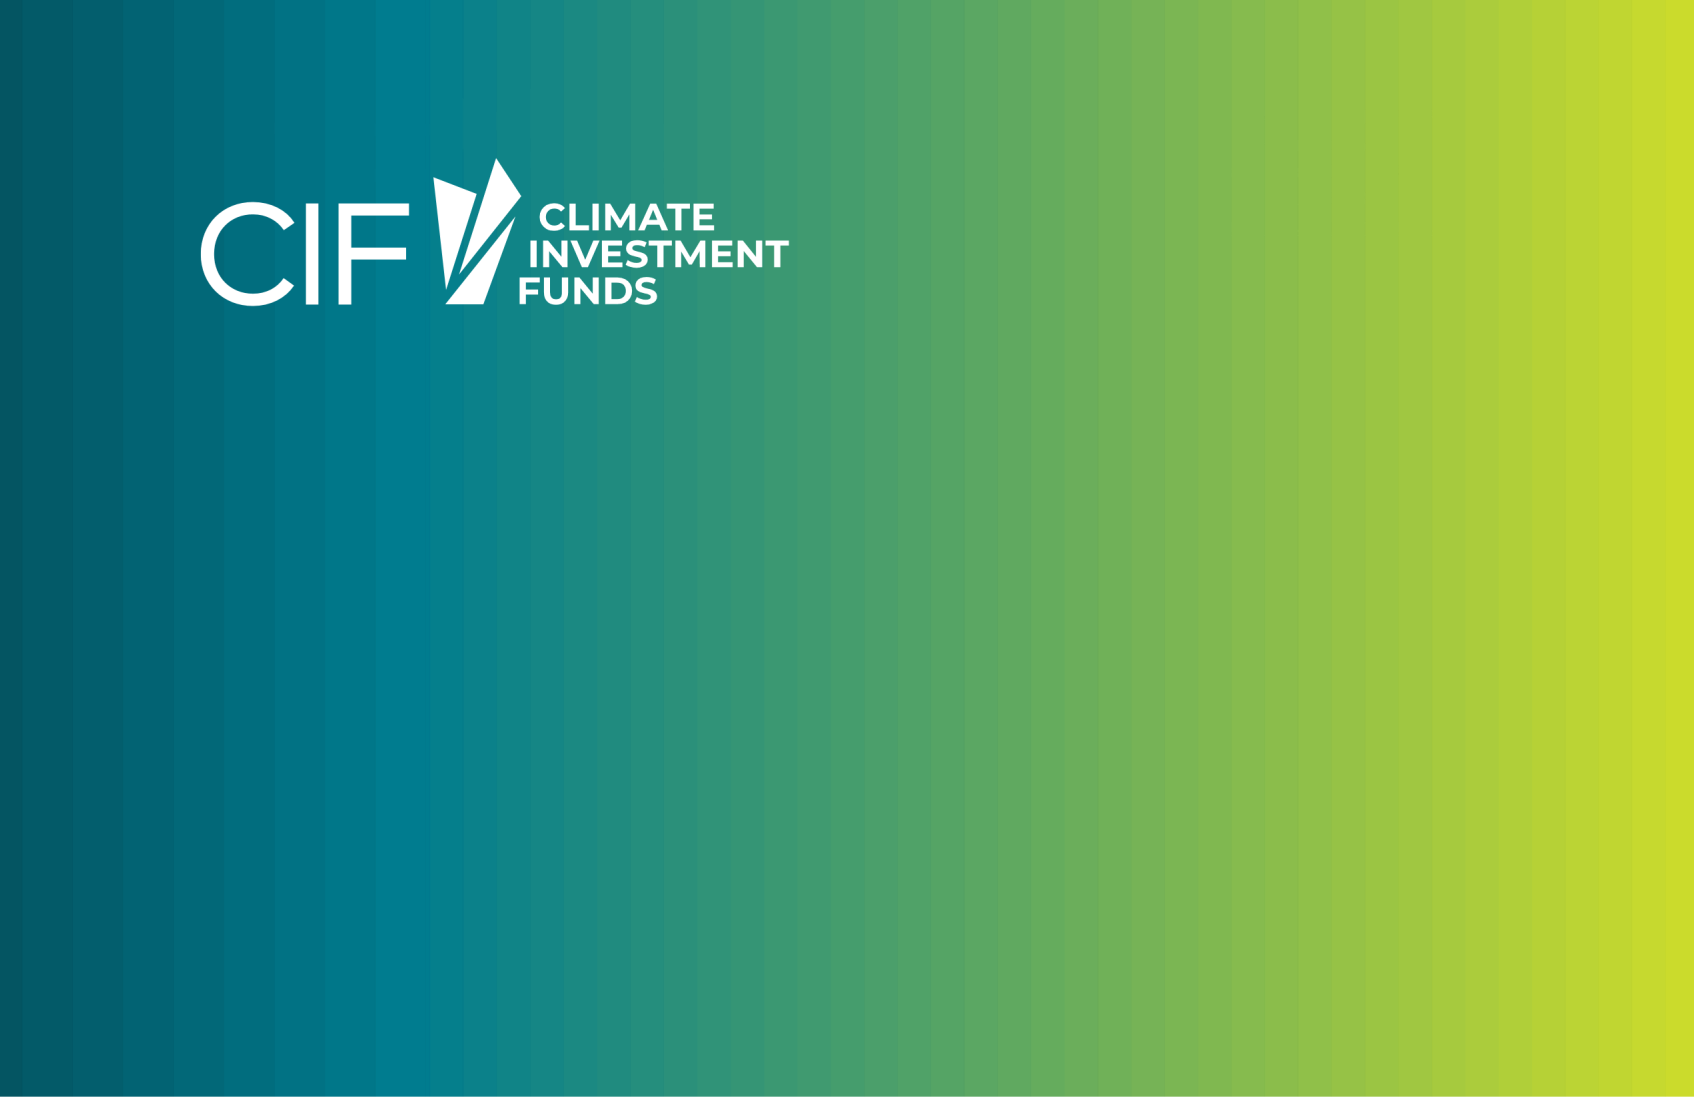 CIF
CLIMATE
INVESTMENT
FUNDS